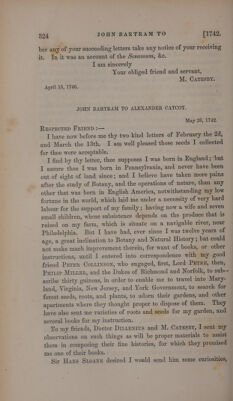 324 JOHN BARTRAM TO [1742.
ber any of your succeeding letters take any notice of your receiving
it. In it was an account of the Sesamum, &c.
I am sincerely
Your obliged friend and servant,
M. CATESBY.
April 15, 1746.
JOHN BARTRAM TO ALEXANDER CATCOT.
May 26, 1742.
RESPECTED FRIEND:—
I have now before me thy two kind letters of February the 2d,
and March the 13th. I am well pleased those seeds I collected
for thee were acceptable.
I find by thy letter, thee supposes I was born in England; but
I assure thee I was born in Pennsylvania, and never have been
out of sight of land since; and I believe have taken more pains
after the study of Botany, and the operations of nature, than any
other that was born in English America, notwithstanding my low
fortune in the world, which laid me under a necessity of very hard
labour for the support of my family; having now a wife and seven
small children, whose subsistence depends on the produce that is
raised on my farm, which is situate on a navigable river, near
Philadelphia. But I have had, ever since I was twelve years of
age, a great inclination to Botany and Natural History; but could
not make much improvement therein, for want of books, or other
instructions, until I entered into correspondence with my good
friend PETER COLLINSON, who engaged, first, Lord PETRE, then,
PHILIP MILLER, and the Dukes of Richmond and Norfolk, to sub-
scribe thirty guineas, in order to enable me to travel into Mary-
land, Virginia, New Jersey, and York Government, to search for
forest seeds, roots, and plants, to adorn their gardens, and other
apartments where they thought proper to dispose of them. They
have also sent me varieties of roots and seeds for my garden, and
several books for my instruction.
To my friends, Doctor DILLENIUS and M. CATESBY, I sent my
observations on such things as will be proper materials to assist
them in composing their fine histories, for which they promised
me one of their books.
Sir HANS SLOANE desired I would send him some curiosities,